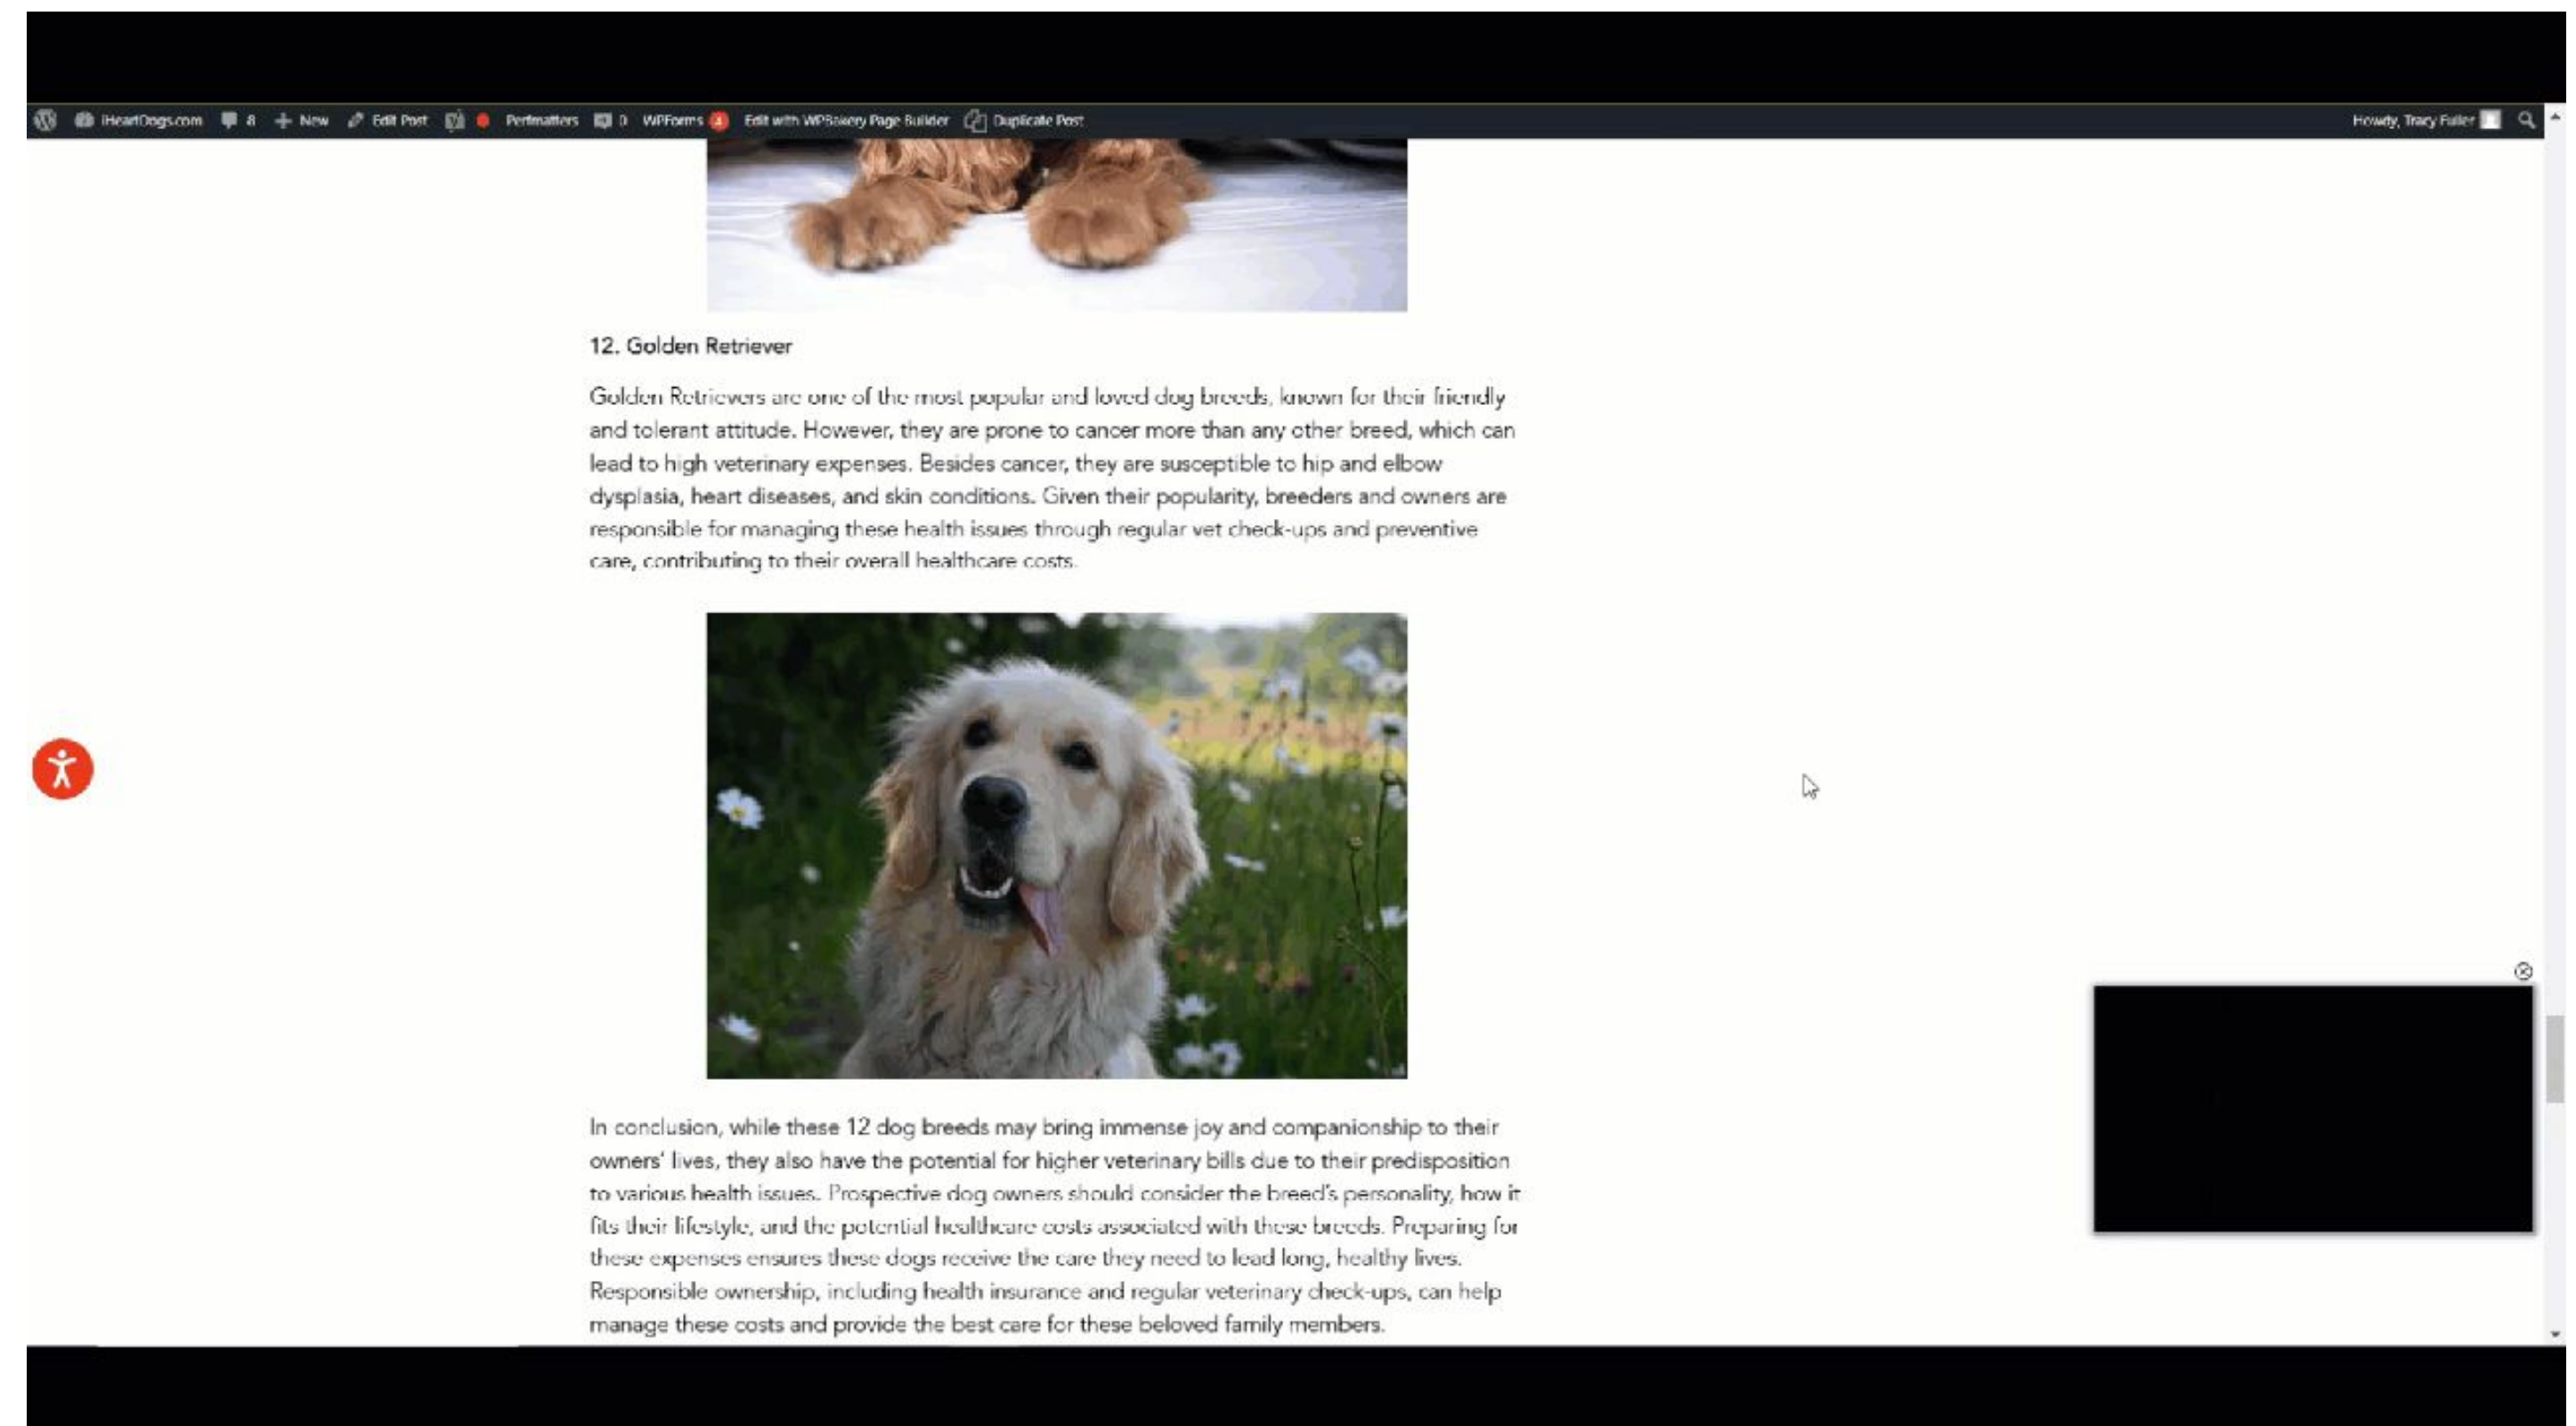 iHeartDogs.com 8 New Edit Post Perfmatters 0 WPForms 4 Edit with WPBakery Page Builder Duplicate Post Howdy, Tracy Fuller
12. Golden Retriever
Golden Retrievers are one of the most popular and loved dog breeds, known for their friendly
and tolerant attitude. However, they are prone to cancer more than any other breed, which can
lead to high veterinary expenses. Besides cancer, they are susceptible to hip and elbow
dysplasia, heart diseases, and skin conditions. Given their popularity, breeders and owners are
responsible for managing these health issues through regular vet check-ups and preventive
care, contributing to their overall healthcare costs.
In conclusion, while these 12 dog breeds may bring immense joy and companionship to their
owners' lives, they also have the potential for higher veterinary bills due to their predisposition
to various health issues. Prospective dog owners should consider the breed's personality, how it
fits their lifestyle, and the potential healthcare costs associated with these breeds. Preparing for
these expenses ensures these dogs receive the care they need to lead long, healthy lives.
Responsible ownership, including health insurance and regular veterinary check-ups, can help
manage these costs and provide the best care for these beloved family members.